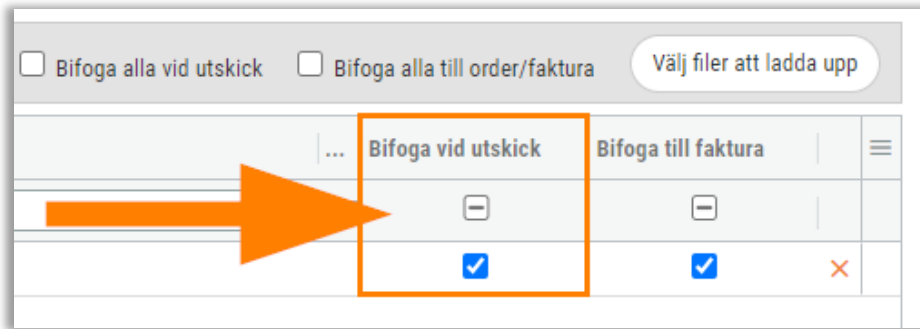 Bifoga alla vid utskick Bifoga alla till order/faktura Välj filer att ladda upp
... Bifoga vid utskick Bifoga till faktura